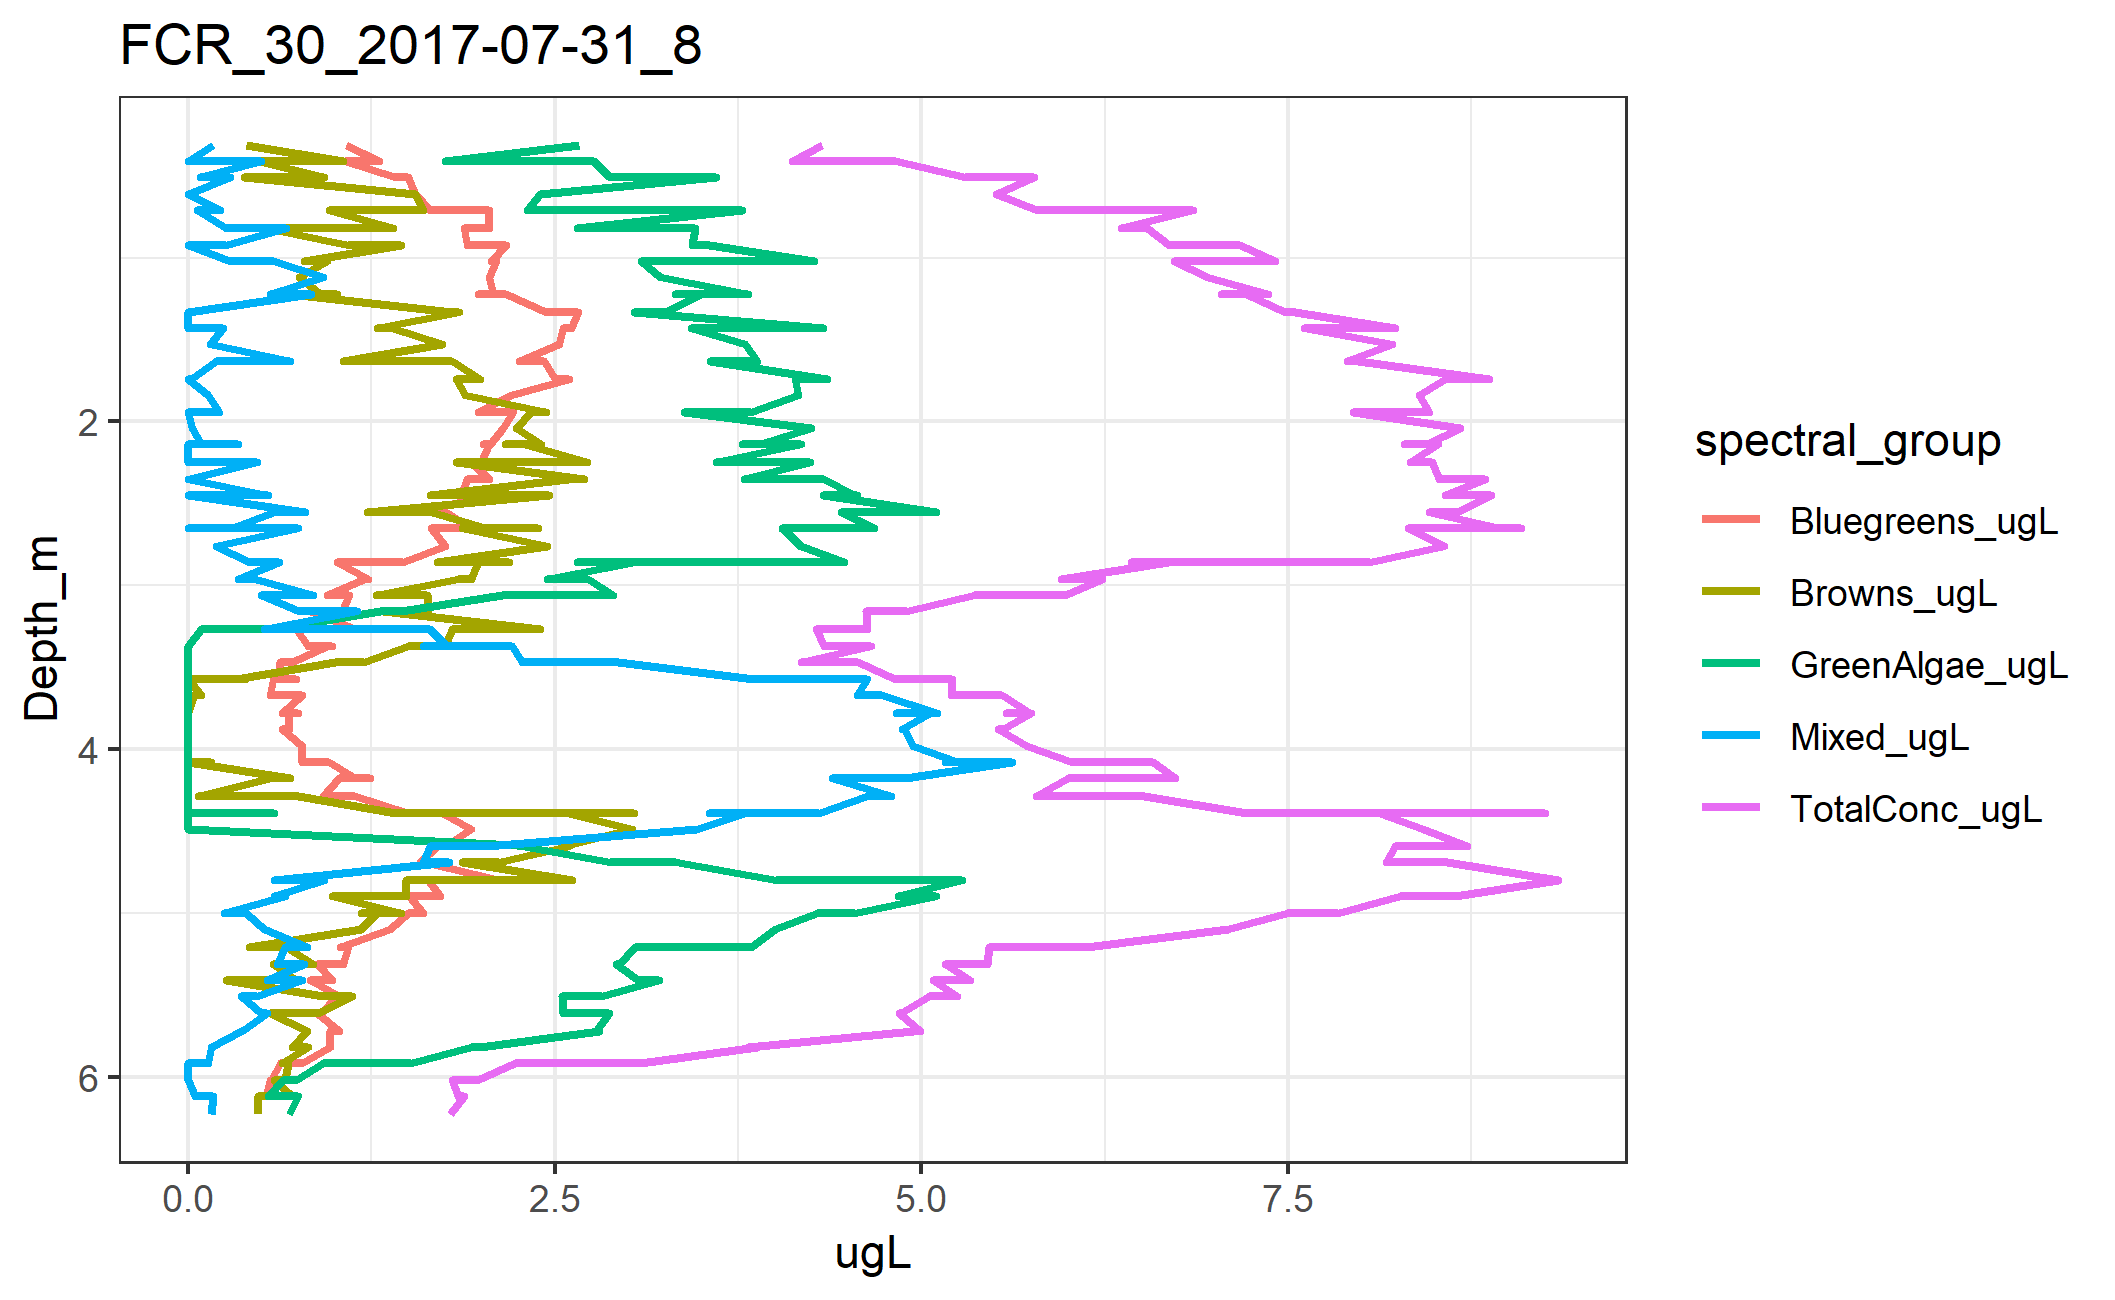 FCR_30_2017-07-31_8
Depth_m
2
4
6
0.0 2.5 5.0 7.5
ugL
spectral_group
Bluegreens_ugL
Browns_ugL
GreenAlgae_ugL
Mixed_ugL
TotalConc_ugL